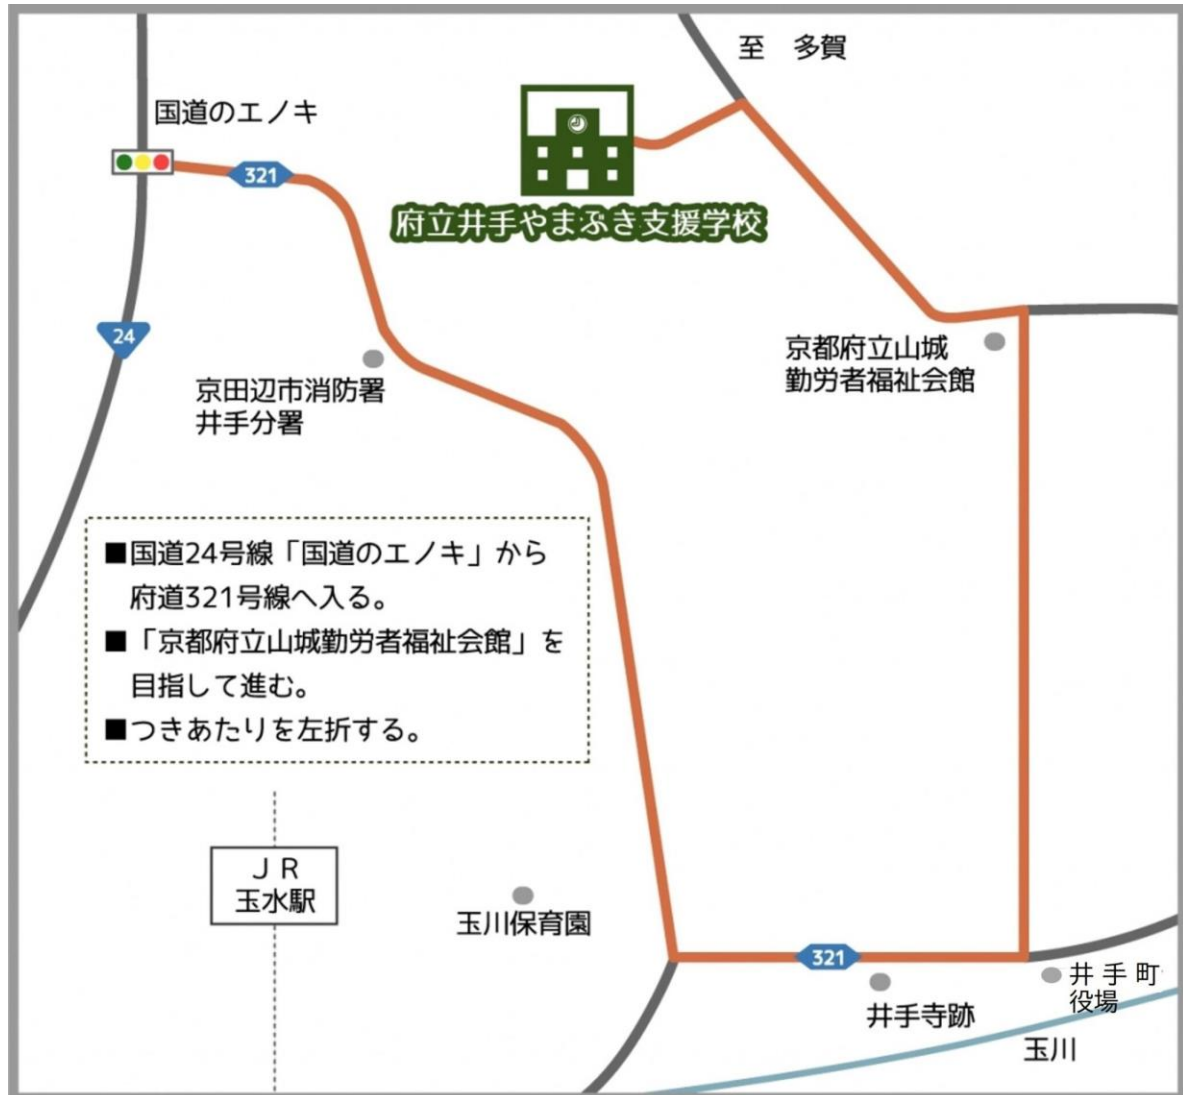 至　多賀
国道のエノキ
321
府立井手やまぶき支援学校
24
京都府立山城
勤労者福祉会館
京田辺市消防署
井手分署
■国道24号線「国道のエノキ」から
府道321号線へ入る。
■「京都府立山城勤労者福祉会館」を
目指して進む。
■つきあたりを左折する。
ＪＲ
玉水駅
玉川保育園
321
井手寺跡
井手町
役場
玉川